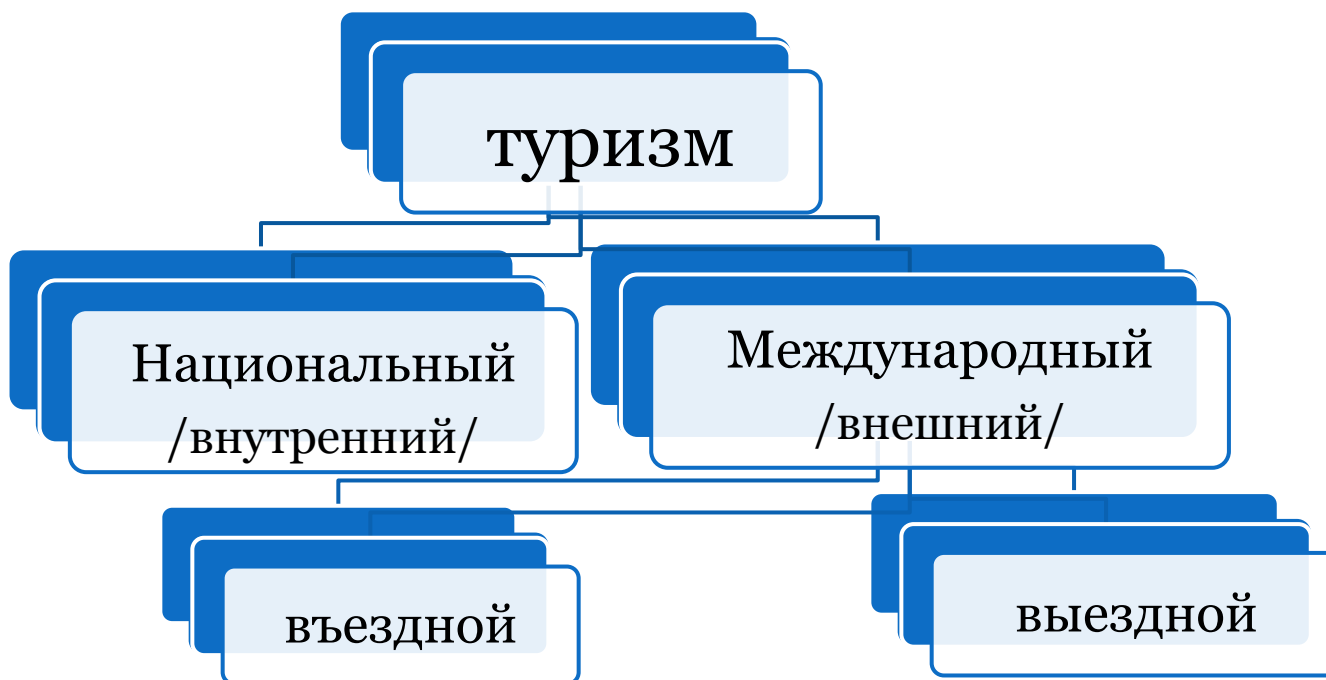 туризм
Национальный
/внутренний/
Международный
/внешний/
въездной
выездной